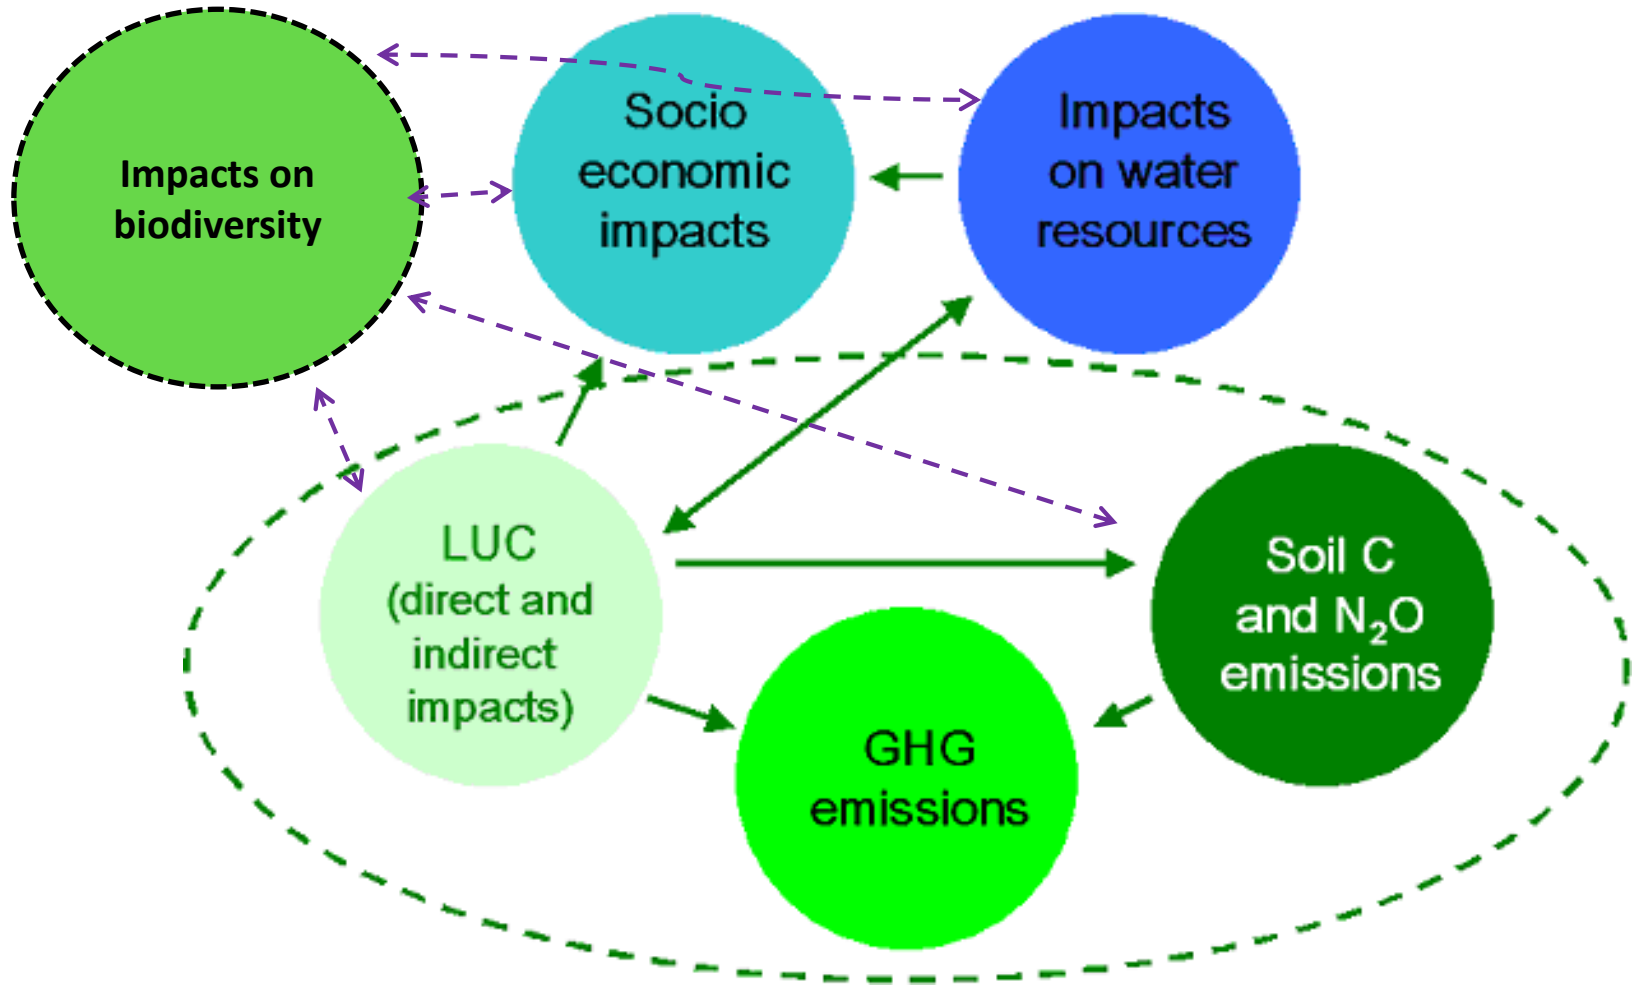 Impacts on
biodiversity
Socio
economic
impacts
Impacts
on water
resources
LUC
(direct and
indirect
impacts)
GHG
emissions
Soil C
and N₂O
emissions